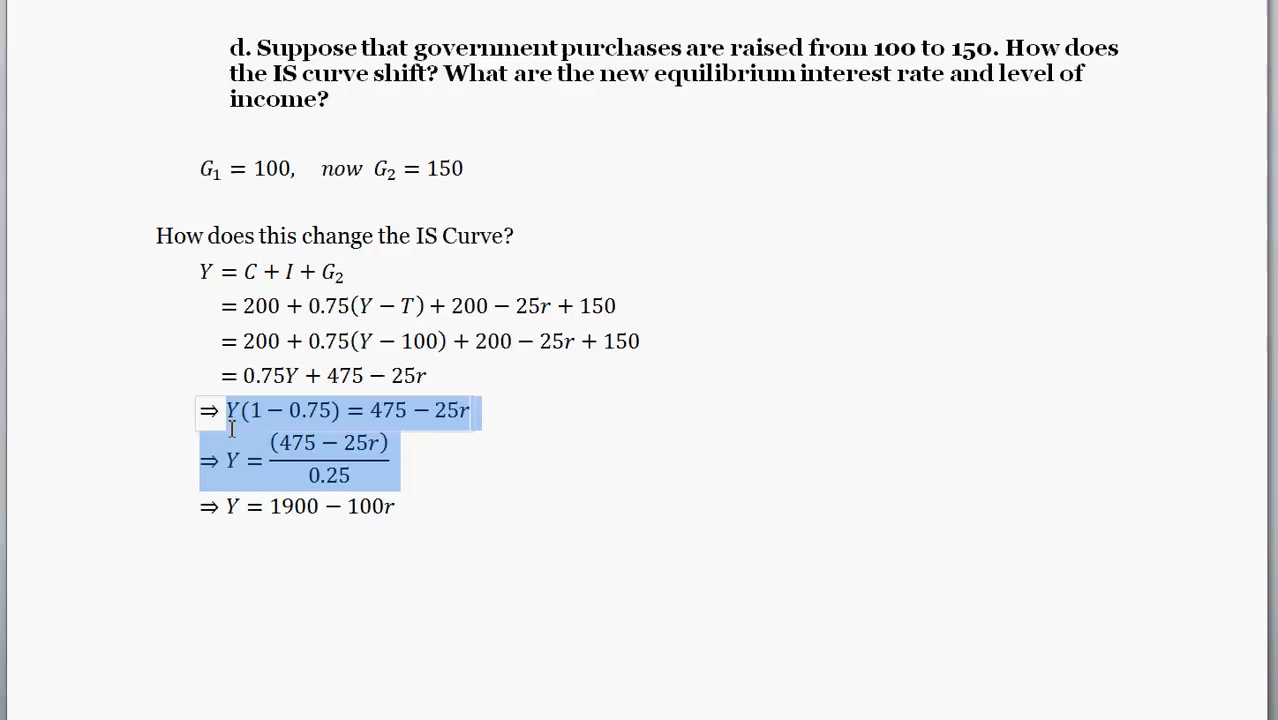 d. Suppose that government purchases are raised from 100 to 150. How does
the IS curve shift? What are the new equilibrium interest rate and level of
income?
G₁ = 100, now G₂ = 150
How does this change the IS Curve?
Y = C + I + G₂
= 200 + 0.75(Y − T) + 200 − 25r + 150
= 200 + 0.75(Y − 100) + 200 − 25r + 150
= 0.75Y + 475 − 25r
⇒ Y(1 − 0.75) = 475 − 25r
⇒ Y = (475 − 25r) / 0.25
⇒ Y = 1900 − 100r